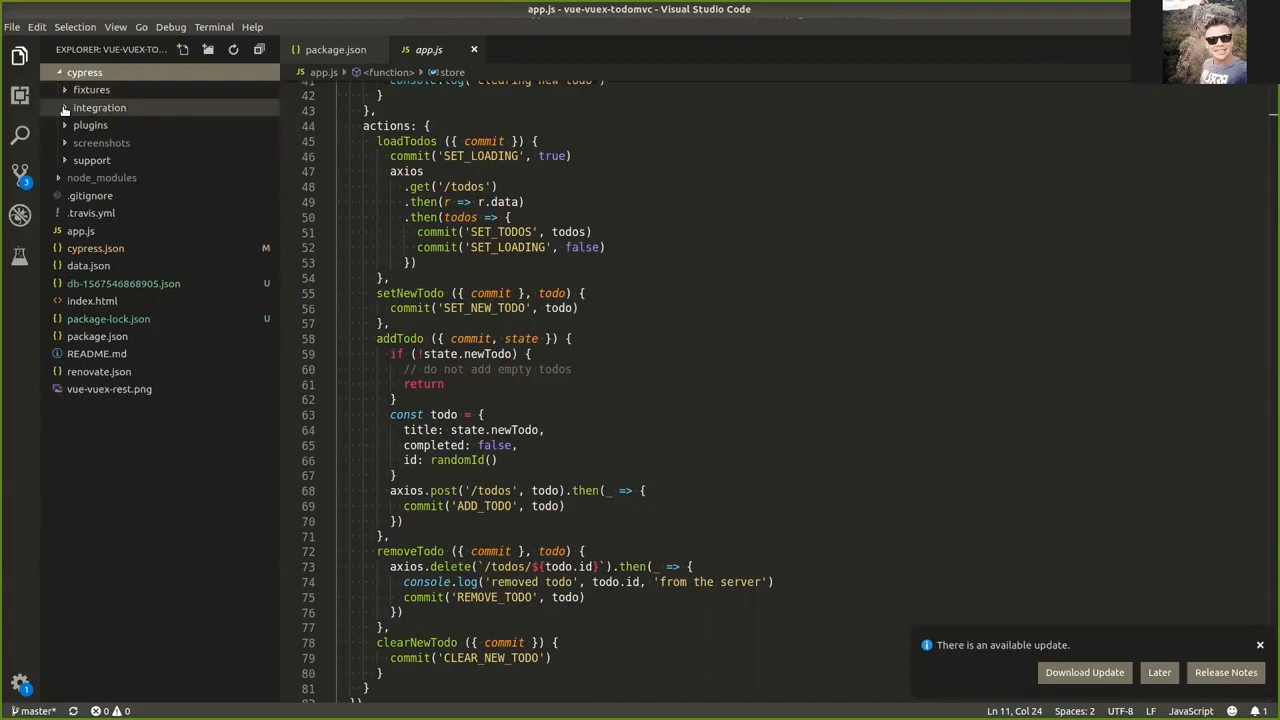 app.js - vue-vuex-todomvc - Visual Studio Code
File Edit Selection View Go Debug Terminal Help
EXPLORER: VUE-VUEX-TO...
package.json
app.js
app.js <function> store
cypress
fixtures
integration
plugins
screenshots
support
node_modules
.gitignore
.travis.yml
app.js
cypress.json M
data.json
db-1567546868905.json U
index.html
package-lock.json U
package.json
README.md
renovate.json
vue-vuex-rest.png
3
1
console.log('clearing new todo')
42 }
43 },
44 actions: {
45 loadTodos ({ commit }) {
46 commit('SET_LOADING', true)
47 axios
48 .get('/todos')
49 .then(r => r.data)
50 .then(todos => {
51 commit('SET_TODOS', todos)
52 commit('SET_LOADING', false)
53 })
54 },
55 setNewTodo ({ commit }, todo) {
56 commit('SET_NEW_TODO', todo)
57 },
58 addTodo ({ commit, state }) {
59 if (!state.newTodo) {
60 // do not add empty todos
61 return
62 }
63 const todo = {
64 title: state.newTodo,
65 completed: false,
66 id: randomId()
67 }
68 axios.post('/todos', todo).then(_ => {
69 commit('ADD_TODO', todo)
70 })
71 },
72 removeTodo ({ commit }, todo) {
73 axios.delete(`/todos/${todo.id}`).then(_ => {
74 console.log('removed todo', todo.id, 'from the server')
75 commit('REMOVE_TODO', todo)
76 })
77 },
78 clearNewTodo ({ commit }) {
79 commit('CLEAR_NEW_TODO')
80 }
81 }
There is an available update.
Download Update Later Release Notes
master* 0 0 Ln 11, Col 24 Spaces: 2 UTF-8 LF JavaScript 1